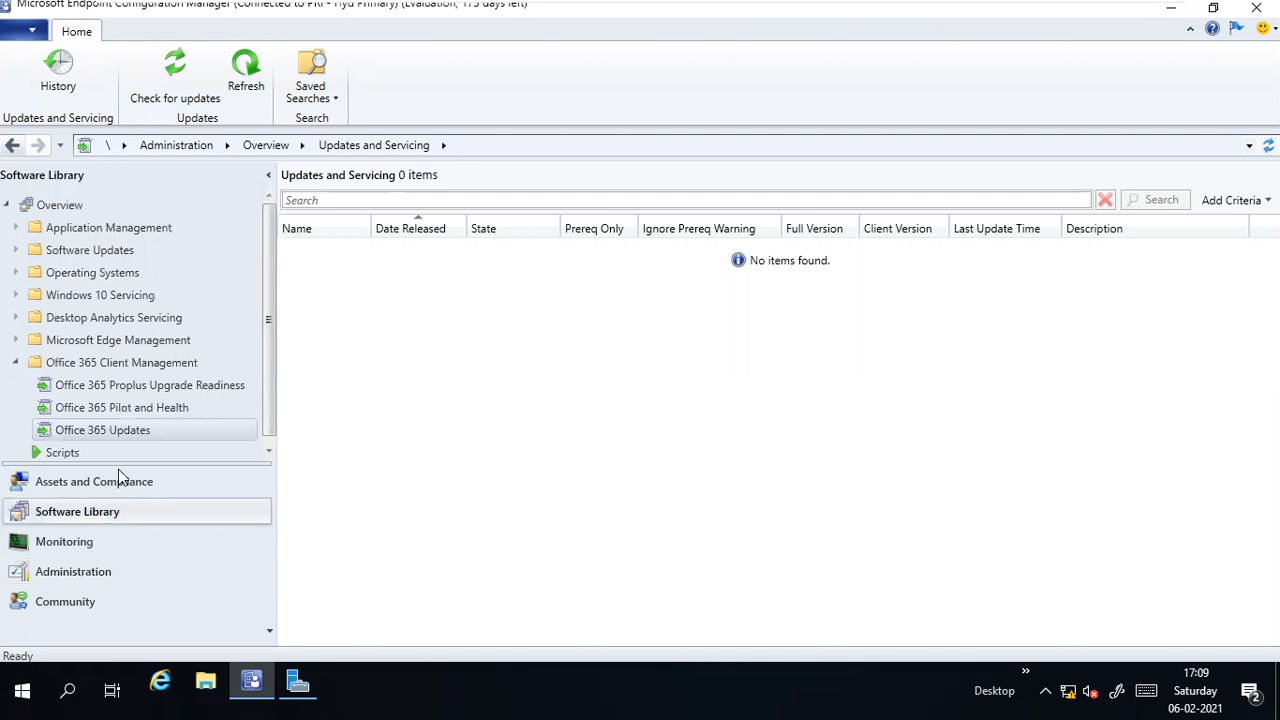 Microsoft Endpoint Configuration Manager (Connected to PRI - Hyd Primary) (Evaluation, 175 days left)
Home
History
Check for updates
Refresh
Saved
Searches
Updates and Servicing
Updates
Search
\ Administration Overview Updates and Servicing
Software Library
Updates and Servicing 0 items
Search
Search
Add Criteria
Overview
Application Management
Software Updates
Operating Systems
Windows 10 Servicing
Desktop Analytics Servicing
Microsoft Edge Management
Office 365 Client Management
Office 365 Proplus Upgrade Readiness
Office 365 Pilot and Health
Office 365 Updates
Scripts
Name Date Released State Prereq Only Ignore Prereq Warning Full Version Client Version Last Update Time Description
No items found.
Assets and Compliance
Software Library
Monitoring
Administration
Community
Ready
Desktop
17:09
Saturday
06-02-2021
2